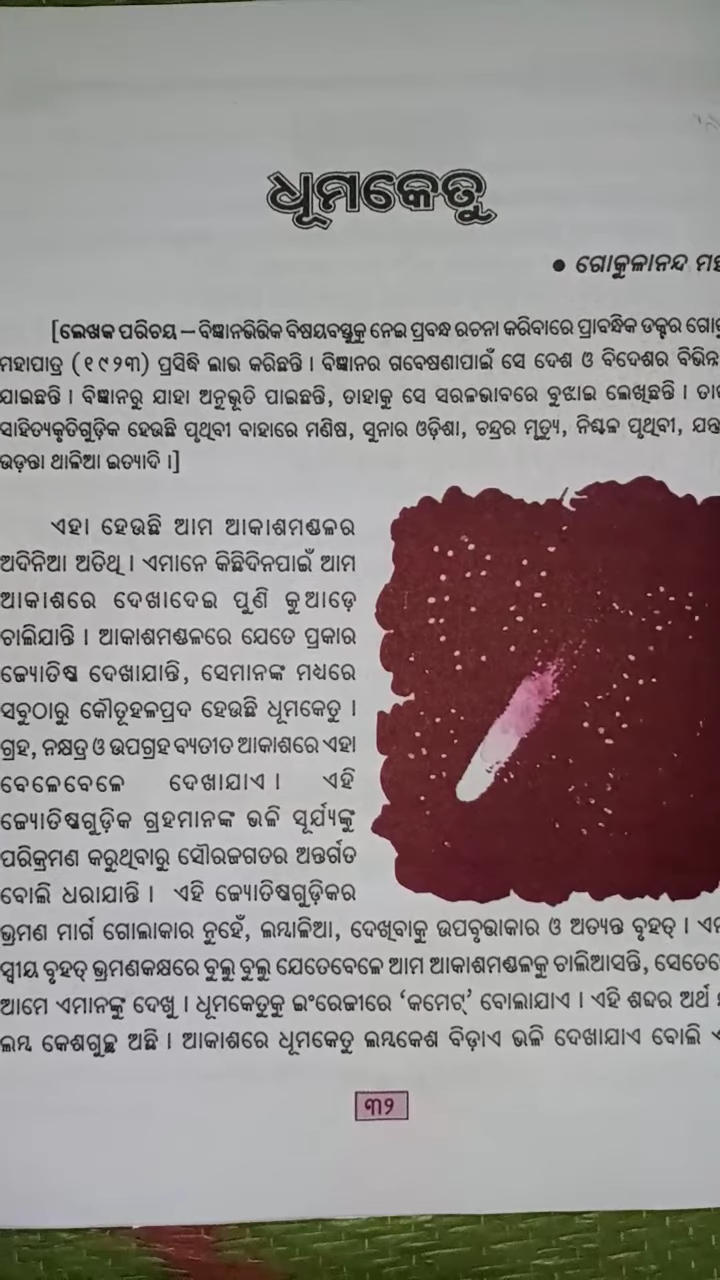 ଧୂମକେତୁ
● ଗୋକୁଳାନନ୍ଦ
[ଲେଖକ ପରିଚୟ – ବିଜ୍ଞାନଭିତ୍ତିକ ବିଷୟବସ୍ତୁକୁ ନେଇ ପ୍ରବନ୍ଧ ରଚନା କରିବାରେ ପ୍ରାବନ୍ଧିକ ଡକ୍ଟର
ମହାପାତ୍ର (୧୯୨୩) ପ୍ରସିଦ୍ଧି ଲାଭ କରିଛନ୍ତି । ବିଜ୍ଞାନର ଗବେଷଣାପାଇଁ ସେ ଦେଶ ଓ ବିଦେଶର ବିଭିନ୍ନ
ଯାଇଛନ୍ତି । ବିଜ୍ଞାନରୁ ଯାହା ଅନୁଭୂତି ପାଇଛନ୍ତି, ତାହାକୁ ସେ ସରଳଭାବରେ ବୁଝାଇ ଲେଖିଛନ୍ତି ।
ସାହିତ୍ୟକୃତିଗୁଡ଼ିକ ହେଉଛି ପୃଥିବୀ ବାହାରେ ମଣିଷ, ସୁନାର ଓଡ଼ିଶା, ଚନ୍ଦ୍ରର ମୃତ୍ୟୁ, ନିଶ୍ଚଳ ପୃଥିବୀ,
ଉଡ଼ନ୍ତା ଥାଳିଆ ଇତ୍ୟାଦି ।]
ଏହା ହେଉଛି ଆମ ଆକାଶମଣ୍ଡଳର
ଅଦିନିଆ ଅତିଥି । ଏମାନେ କିଛିଦିନପାଇଁ ଆମ
ଆକାଶରେ ଦେଖାଦେଇ ପୁଣି କୁଆଡ଼େ
ଚାଲିଯାନ୍ତି । ଆକାଶମଣ୍ଡଳରେ ଯେତେ ପ୍ରକାର
ଜ୍ୟୋତିଷ୍କ ଦେଖାଯାନ୍ତି, ସେମାନଙ୍କ ମଧ୍ୟରେ
ସବୁଠାରୁ କୌତୂହଳପ୍ରଦ ହେଉଛି ଧୂମକେତୁ ।
ଗ୍ରହ, ନକ୍ଷତ୍ର ଓ ଉପଗ୍ରହ ବ୍ୟତୀତ ଆକାଶରେ ଏହା
ବେଳେବେଳେ ଦେଖାଯାଏ । ଏହି
ଜ୍ୟୋତିଷ୍କଗୁଡ଼ିକ ଗ୍ରହମାନଙ୍କ ଭଳି ସୂର୍ଯ୍ୟଙ୍କୁ
ପରିକ୍ରମଣ କରୁଥିବାରୁ ସୌରଜଗତର ଅନ୍ତର୍ଗତ
ବୋଲି ଧରାଯାନ୍ତି । ଏହି ଜ୍ୟୋତିଷ୍କଗୁଡ଼ିକର
ଭ୍ରମଣ ମାର୍ଗ ଗୋଲାକାର ନୁହେଁ, ଲମ୍ବାଳିଆ, ଦେଖିବାକୁ ଉପବୃତ୍ତାକାର ଓ ଅତ୍ୟନ୍ତ ବୃହତ୍ ।
ସ୍ୱୀୟ ବୃହତ୍ ଭ୍ରମଣକକ୍ଷରେ ବୁଲୁ ବୁଲୁ ଯେତେବେଳେ ଆମ ଆକାଶମଣ୍ଡଳକୁ ଚାଲିଆସନ୍ତି,
ଆମେ ଏମାନଙ୍କୁ ଦେଖୁ । ଧୂମକେତୁକୁ ଇଂରେଜୀରେ ‘କମେଟ୍’ ବୋଲାଯାଏ । ଏହି ଶବ୍ଦର ଅର୍ଥ
ଲମ୍ବ କେଶଗୁଚ୍ଛ ଅଛି । ଆକାଶରେ ଧୂମକେତୁ ଲମ୍ବକେଶ ବିଡ଼ାଏ ଭଳି ଦେଖାଯାଏ ବୋଲି
୩୨